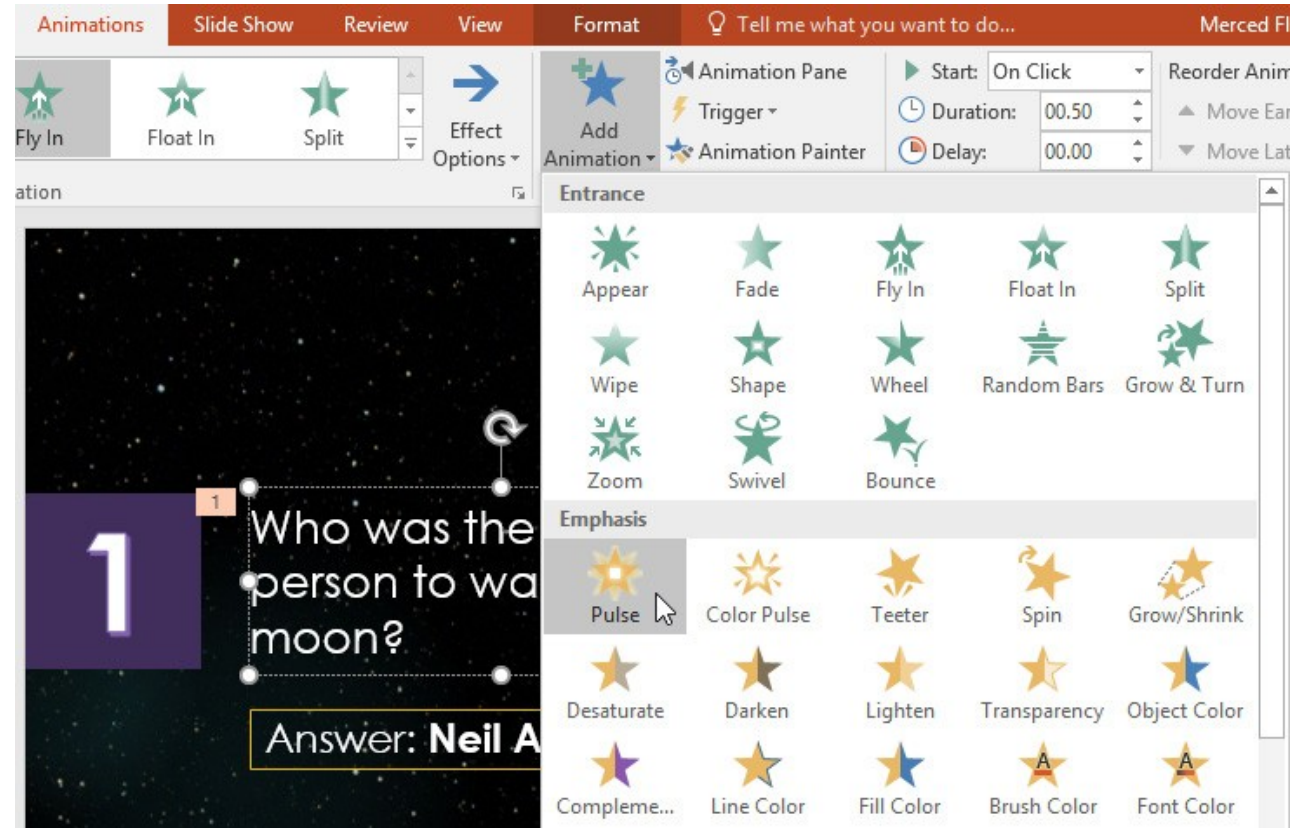 Animations Slide Show Review View Format Tell me what you want to do... Merced Fl
Fly In Float In Split
Effect Options
Add Animation
Animation Pane
Trigger
Animation Painter
Start: On Click
Duration: 00.50
Delay: 00.00
Reorder Anim
Move Ear
Move Lat
ation
Entrance
Appear Fade Fly In Float In Split
Wipe Shape Wheel Random Bars Grow & Turn
Zoom Swivel Bounce
Emphasis
Pulse Color Pulse Teeter Spin Grow/Shrink
Desaturate Darken Lighten Transparency Object Color
Compleme... Line Color Fill Color Brush Color Font Color
1
1
Who was the
person to wa
moon?
Answer: Neil A